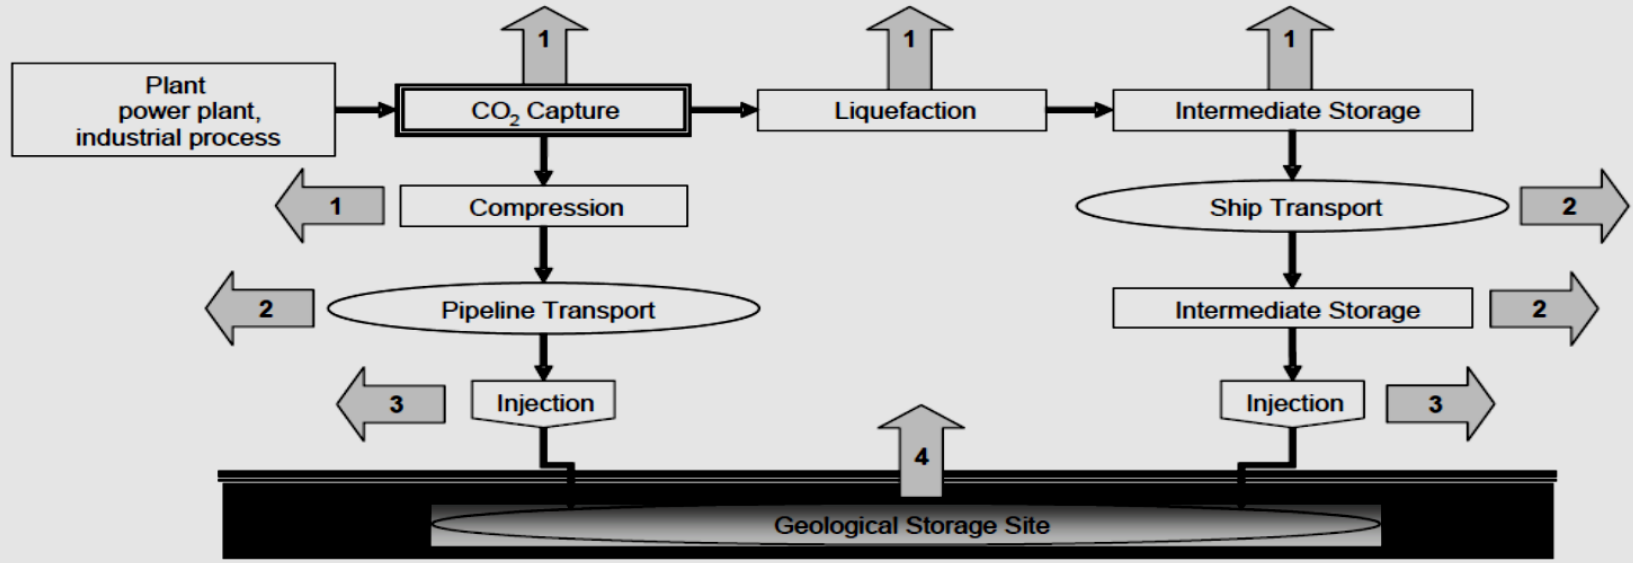 1
1
1
Plant
power plant,
industrial process
CO₂ Capture
Liquefaction
Intermediate Storage
1
Compression
Ship Transport
2
2
Pipeline Transport
Intermediate Storage
2
3
Injection
Injection
3
4
Geological Storage Site